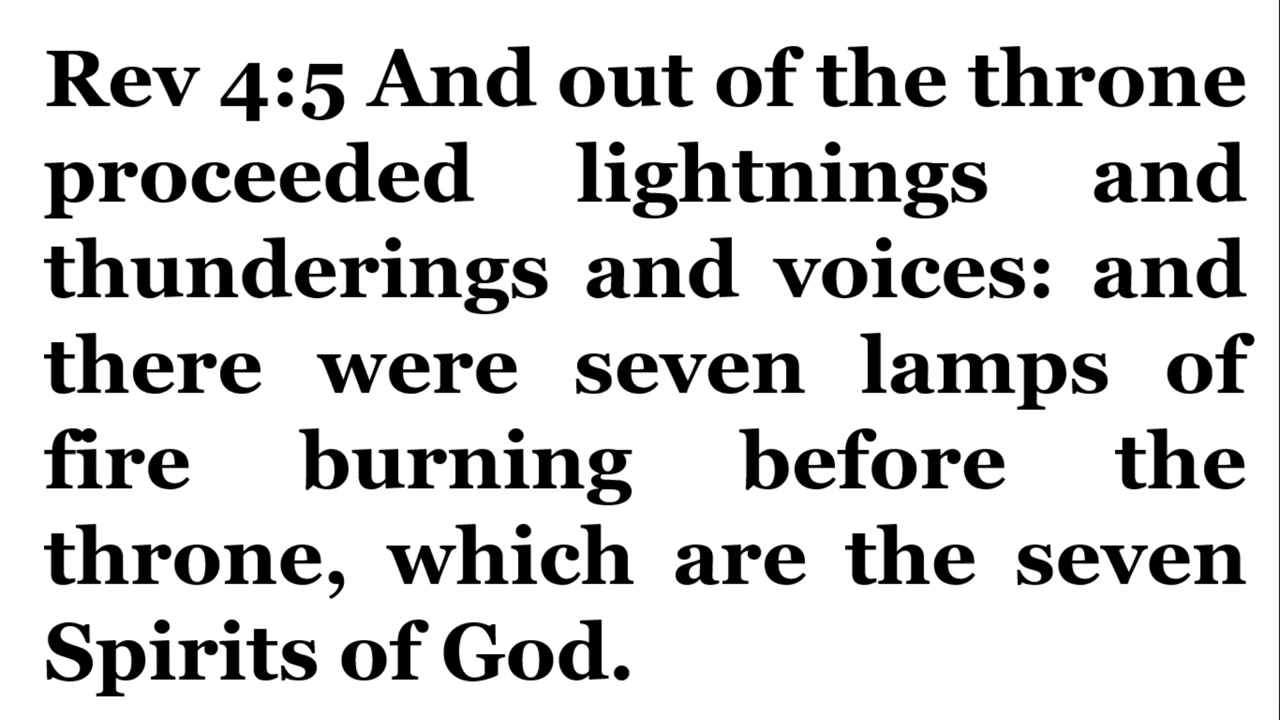 Rev 4:5 And out of the throne
proceeded lightnings and
thunderings and voices: and
there were seven lamps of
fire burning before the
throne, which are the seven
Spirits of God.